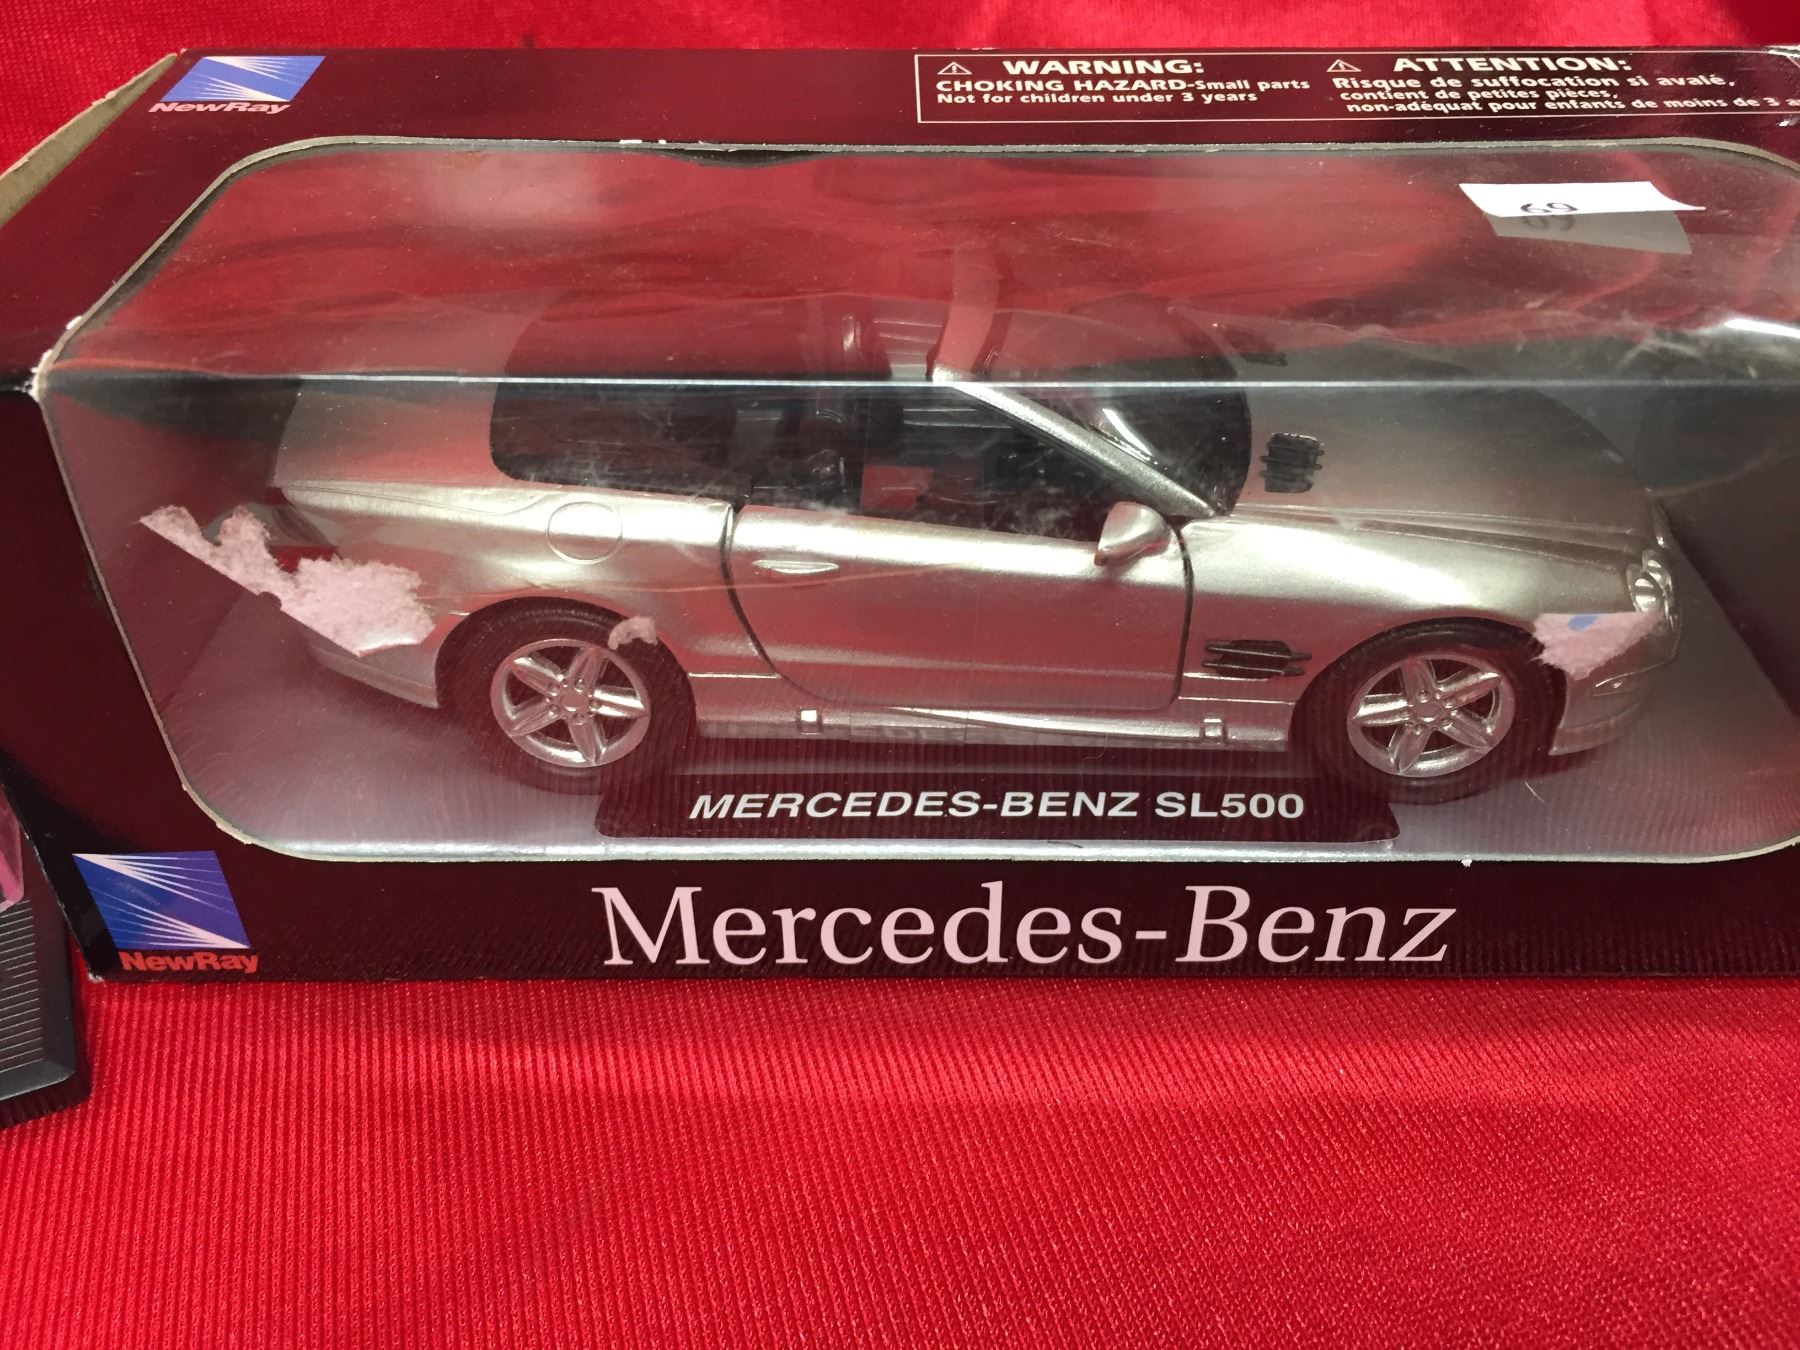 NewRay
WARNING:
CHOKING HAZARD-Small parts
Not for children under 3 years
ATTENTION:
Risque de suffocation si avalé,
contient de petites pièces,
non-adéquat pour enfants de moins de 3
69
MERCEDES-BENZ SL500
Mercedes-Benz
NewRay